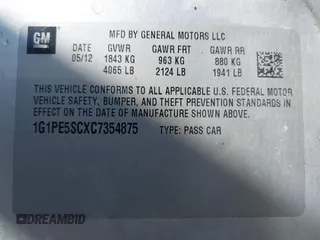 GM
MFD BY GENERAL MOTORS LLC
DATE GVWR GAWR FRT GAWR RR
05/12 1843 KG 963 KG 880 KG
4065 LB 2124 LB 1941 LB
THIS VEHICLE CONFORMS TO ALL APPLICABLE U.S. FEDERAL MOTOR
VEHICLE SAFETY, BUMPER, AND THEFT PREVENTION STANDARDS
IN EFFECT ON THE DATE OF MANUFACTURE SHOWN ABOVE.
1G1PE5SCXC7354875 TYPE: PASS CAR
DREAMBID